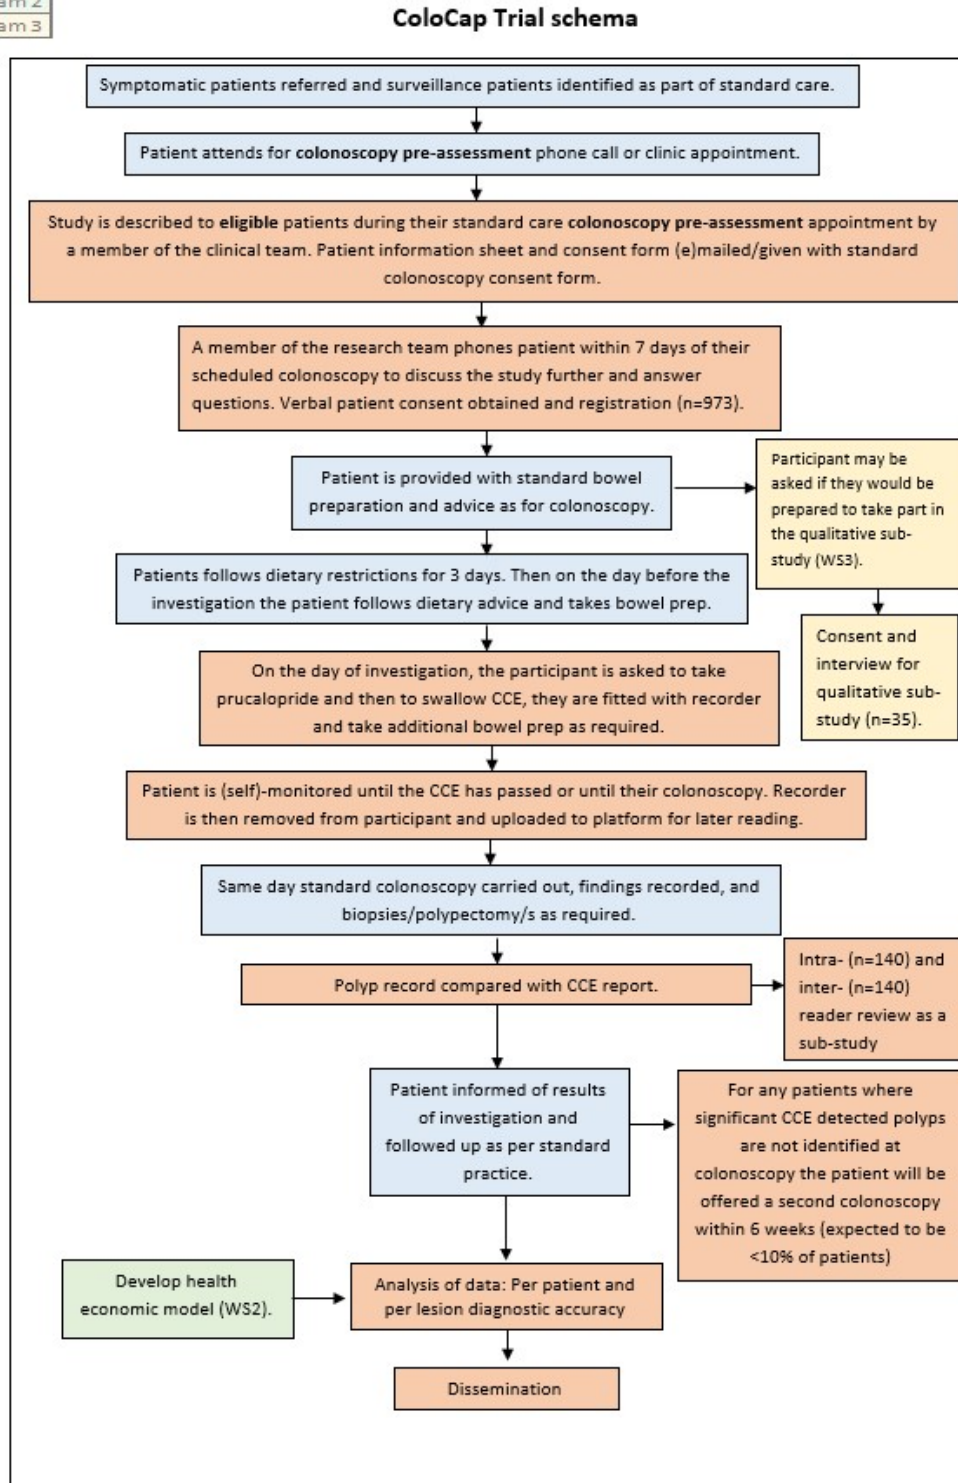 am 2
am 3
ColoCap Trial schema
Symptomatic patients referred and surveillance patients identified as part of standard care.
Patient attends for colonoscopy pre-assessment phone call or clinic appointment.
Study is described to eligible patients during their standard care colonoscopy pre-assessment appointment by
a member of the clinical team. Patient information sheet and consent form (e)mailed/given with standard
colonoscopy consent form.
A member of the research team phones patient within 7 days of their
scheduled colonoscopy to discuss the study further and answer
questions. Verbal patient consent obtained and registration (n=973).
Patient is provided with standard bowel
preparation and advice as for colonoscopy.
Participant may be
asked if they would be
prepared to take part in
the qualitative sub-
study (WS3).
Patients follows dietary restrictions for 3 days. Then on the day before the
investigation the patient follows dietary advice and takes bowel prep.
Consent and
interview for
qualitative sub-
study (n=35).
On the day of investigation, the participant is asked to take
prucalopride and then to swallow CCE, they are fitted with recorder
and take additional bowel prep as required.
Patient is (self)-monitored until the CCE has passed or until their colonoscopy. Recorder
is then removed from participant and uploaded to platform for later reading.
Same day standard colonoscopy carried out, findings recorded, and
biopsies/polypectomy/s as required.
Polyp record compared with CCE report.
Intra- (n=140) and
inter- (n=140)
reader review as a
sub-study
Patient informed of results
of investigation and
followed up as per standard
practice.
For any patients where
significant CCE detected polyps
are not identified at
colonoscopy the patient will be
offered a second colonoscopy
within 6 weeks (expected to be
<10% of patients)
Develop health
economic model (WS2).
Analysis of data: Per patient and
per lesion diagnostic accuracy
Dissemination